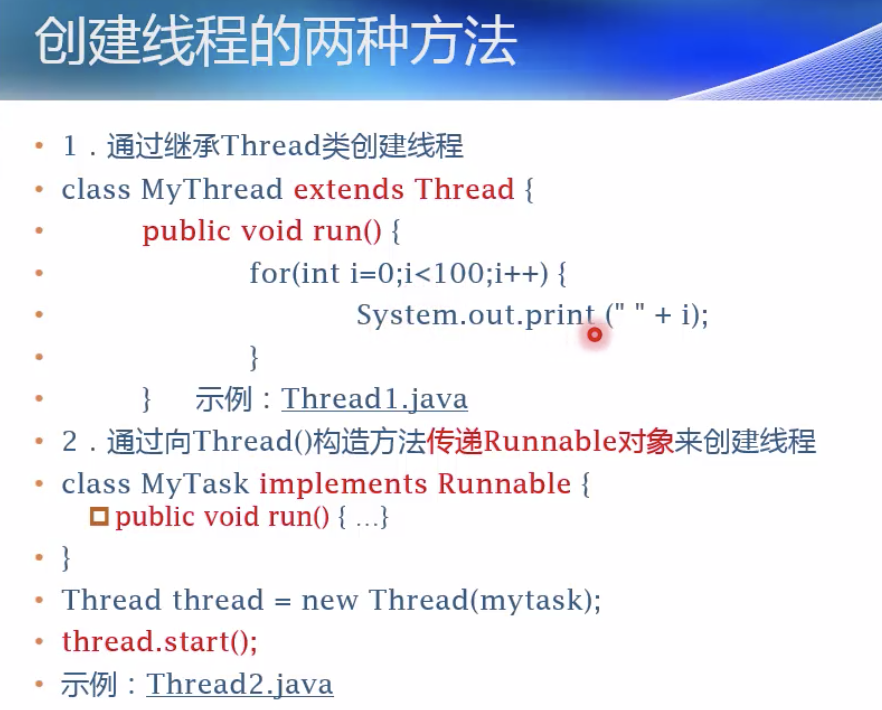 创建线程的两种方法
1．通过继承Thread类创建线程
class MyThread extends Thread {
public void run() {
for(int i=0;i<100;i++) {
System.out.print (" " + i);
}
} 示例：Thread1.java
2．通过向Thread()构造方法传递Runnable对象来创建线程
class MyTask implements Runnable {
public void run() { …}
}
Thread thread = new Thread(mytask);
thread.start();
示例：Thread2.java